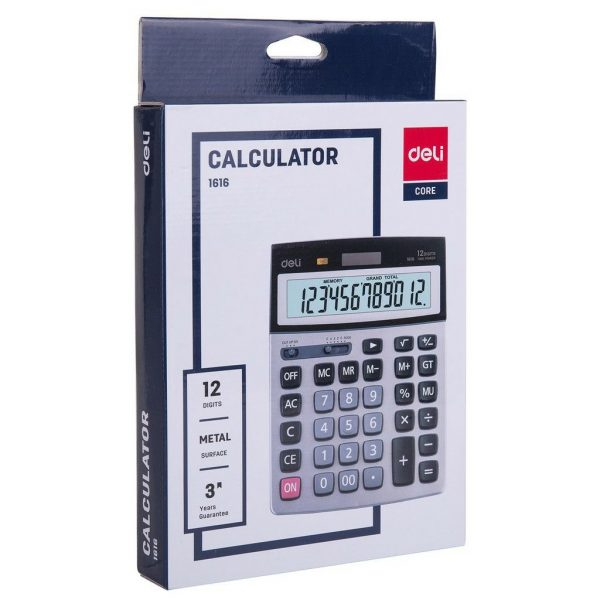 deli
CALCULATOR
1616
CALCULATOR
1616
deli
CORE
deli
12 DIGITS
MEMORY
GRAND TOTAL
123456789012.
OFF
MC
MR
M-
M+
GT
AC
7
8
9
%
MU
C
4
5
6
×
÷
CE
1
2
3
+
−
ON
0
00
.
=
▶
√
+/−
12
DIGITS
METAL
SURFACE
3
Years
Guarantee